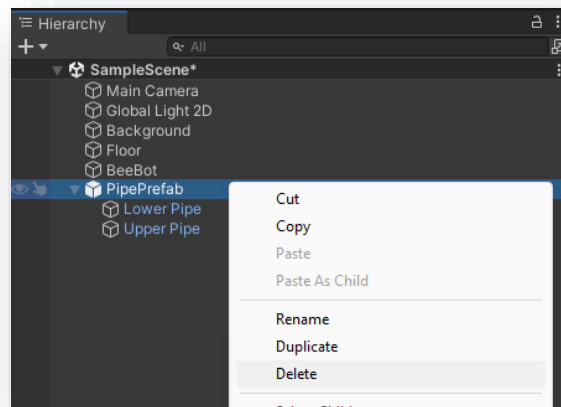 Hierarchy
All
SampleScene*
Main Camera
Global Light 2D
Background
Floor
BeeBot
PipePrefab
Lower Pipe
Upper Pipe
Cut
Copy
Paste
Paste As Child
Rename
Duplicate
Delete